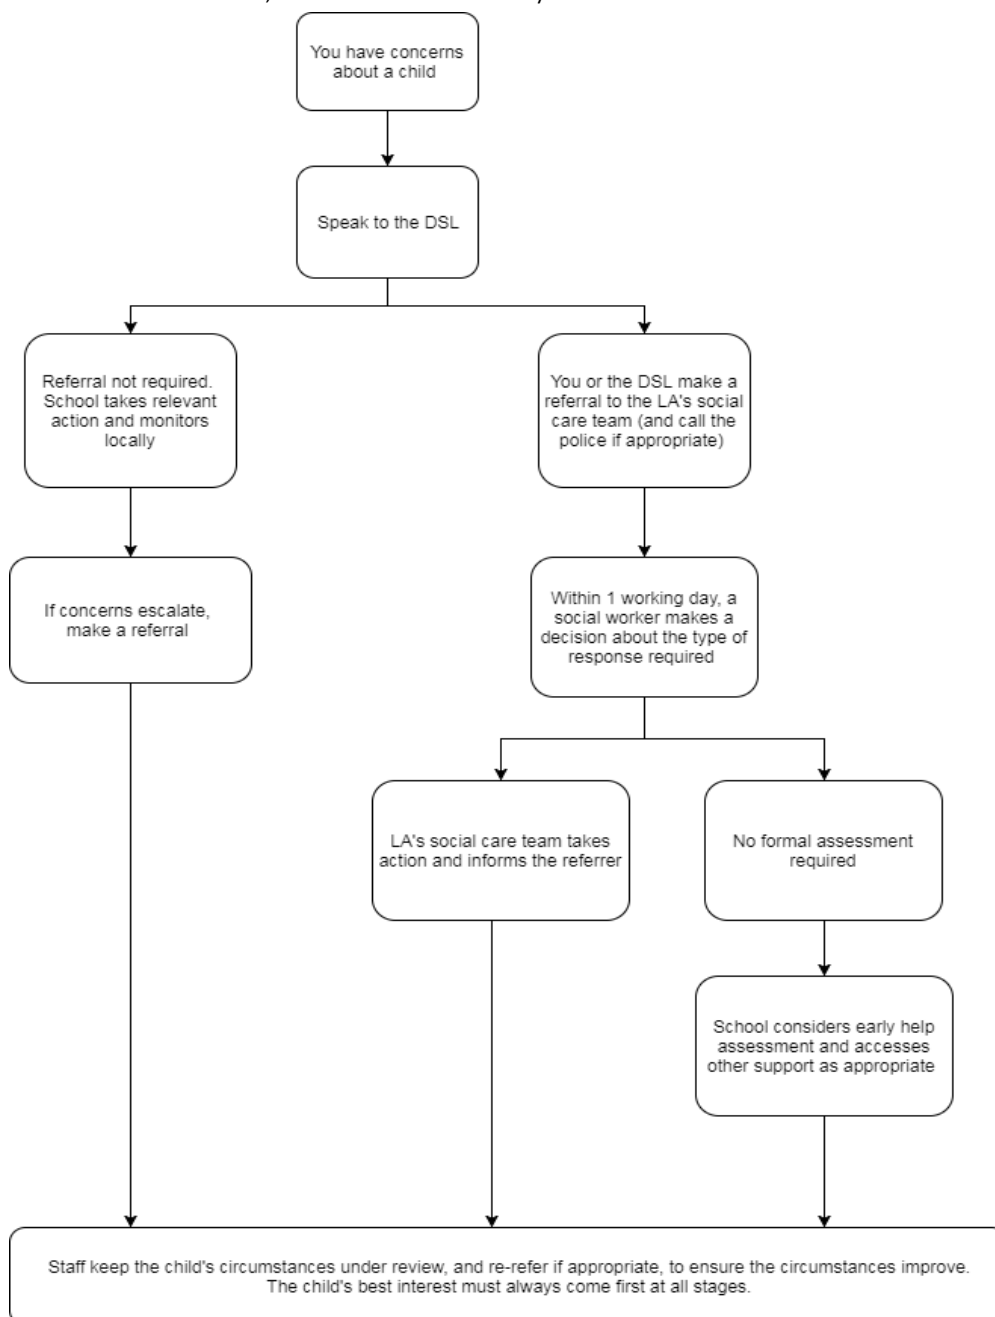 You have concerns
about a child
Speak to the DSL
Referral not required.
School takes relevant
action and monitors
locally
You or the DSL make a
referral to the LA's social
care team (and call the
police if appropriate)
If concerns escalate,
make a referral
Within 1 working day, a
social worker makes a
decision about the type of
response required
LA's social care team takes
action and informs the referrer
No formal assessment
required
School considers early help
assessment and accesses
other support as appropriate
Staff keep the child's circumstances under review, and re-refer if appropriate, to ensure the circumstances improve.
The child's best interest must always come first at all stages.